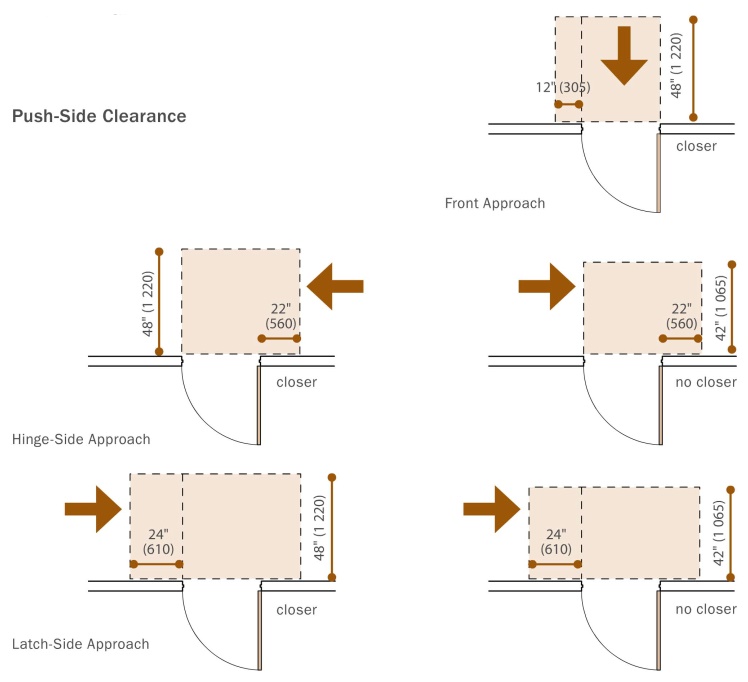 12" (305)
48" (1 220)
Push-Side Clearance
closer
Front Approach
48" (1 220)
22"
(560)
closer
22"
(560)
42" (1 065)
no closer
Hinge-Side Approach
24"
(610)
48" (1 220)
closer
24"
(610)
42" (1 065)
no closer
Latch-Side Approach